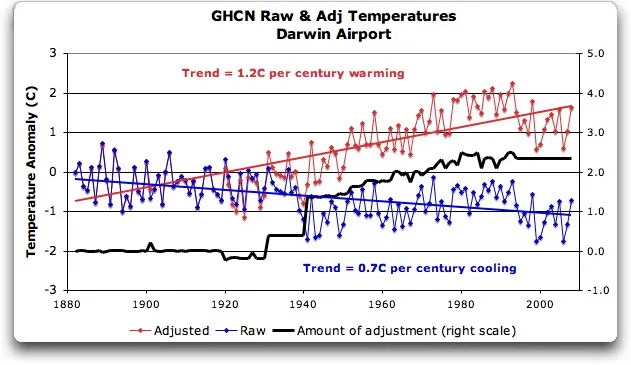 GHCN Raw & Adj Temperatures
Darwin Airport
Temperature Anomaly (C)
3
2
1
0
-1
-2
-3
5.0
4.0
3.0
2.0
1.0
0.0
-1.0
Trend = 1.2C per century warming
Trend = 0.7C per century cooling
1880 1900 1920 1940 1960 1980 2000
Adjusted Raw Amount of adjustment (right scale)